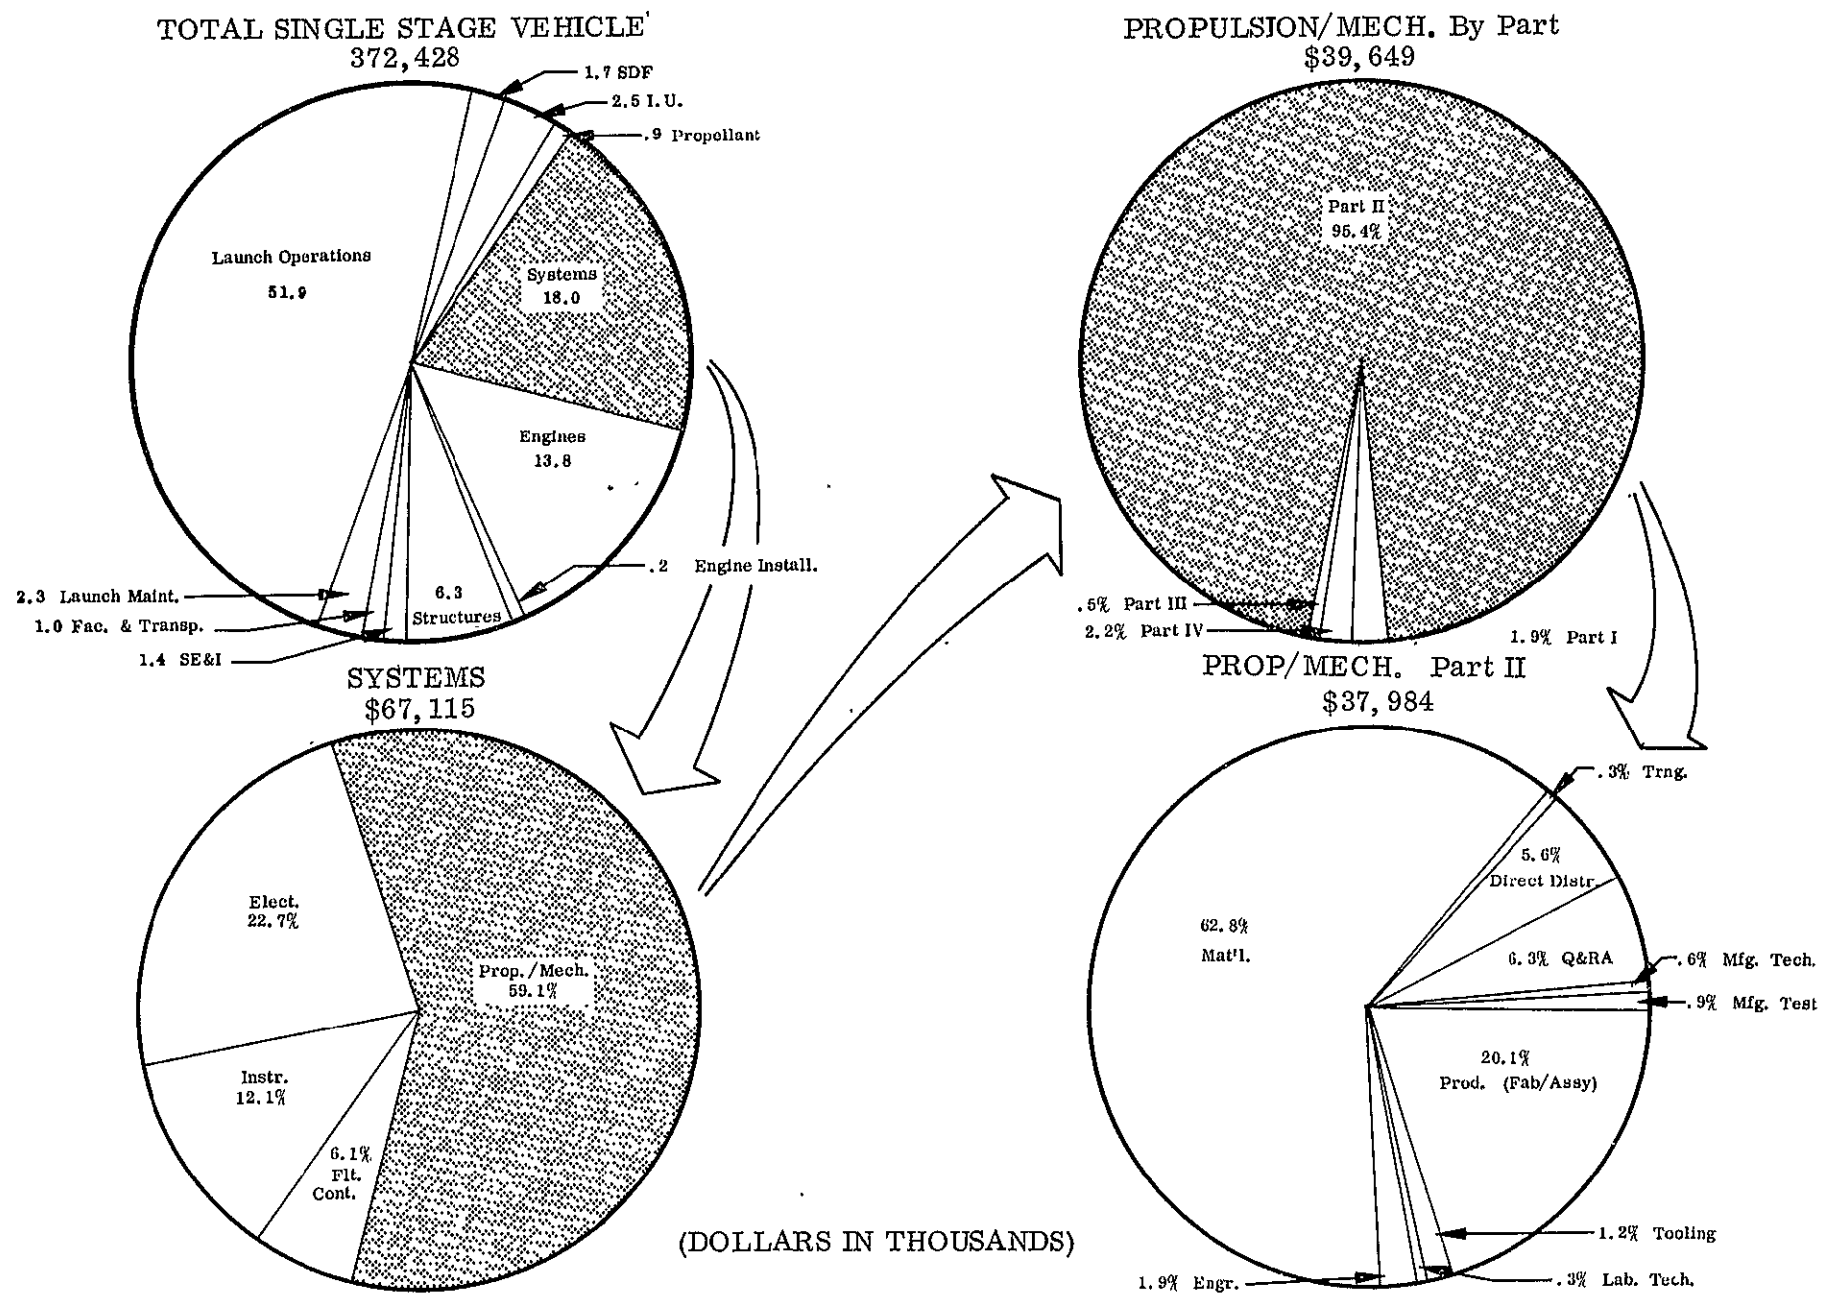 TOTAL SINGLE STAGE VEHICLE
372,428
1.7 SDF
2.5 I.U.
.9 Propellant
Launch Operations
51.9
Systems
18.0
Engines
13.8
.2 Engine Install.
6.3
Structures
2.3 Launch Maint.
1.0 Fac. & Transp.
1.4 SE&I
SYSTEMS
$67,115
Elect.
22.7%
Prop./Mech.
59.1%
Instr.
12.1%
6.1%
Flt.
Cont.
PROPULSION/MECH. By Part
$39,649
Part II
95.4%
.5% Part III
2.2% Part IV
1.9% Part I
PROP/MECH. Part II
$37,984
.3% Trng.
5.6%
Direct Distr.
62.8%
Mat'l.
6.3% Q&RA
.6% Mfg. Tech.
.9% Mfg. Test
20.1%
Prod. (Fab/Assy)
1.2% Tooling
.3% Lab. Tech.
1.9% Engr.
(DOLLARS IN THOUSANDS)